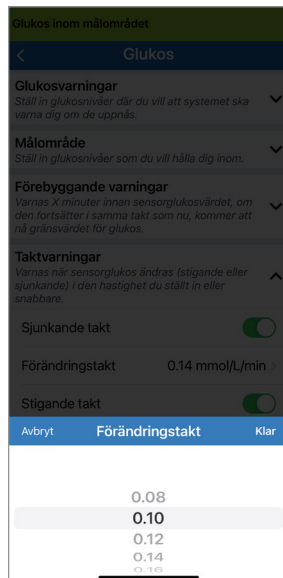 Glukos inom målområdet
Glukos
Glukosvarningar
Ställ in glukosnivåer där du vill att systemet ska
varna dig om de uppnås.
Målområde
Ställ in glukosnivåer som du vill hålla dig inom.
Förebyggande varningar
Varnas X minuter innan sensorglukosvärdet, om
den fortsätter i samma takt som nu, kommer att
nå gränsvärdet för glukos.
Taktvarningar
Varnas när sensorglukos ändras (stigande eller
sjunkande) i den hastighet du ställt in eller
snabbare.
Sjunkande takt
Förändringstakt 0.14 mmol/L/min >
Stigande takt
Avbryt Förändringstakt Klar
0.08
0.10
0.12
0.14
0.16